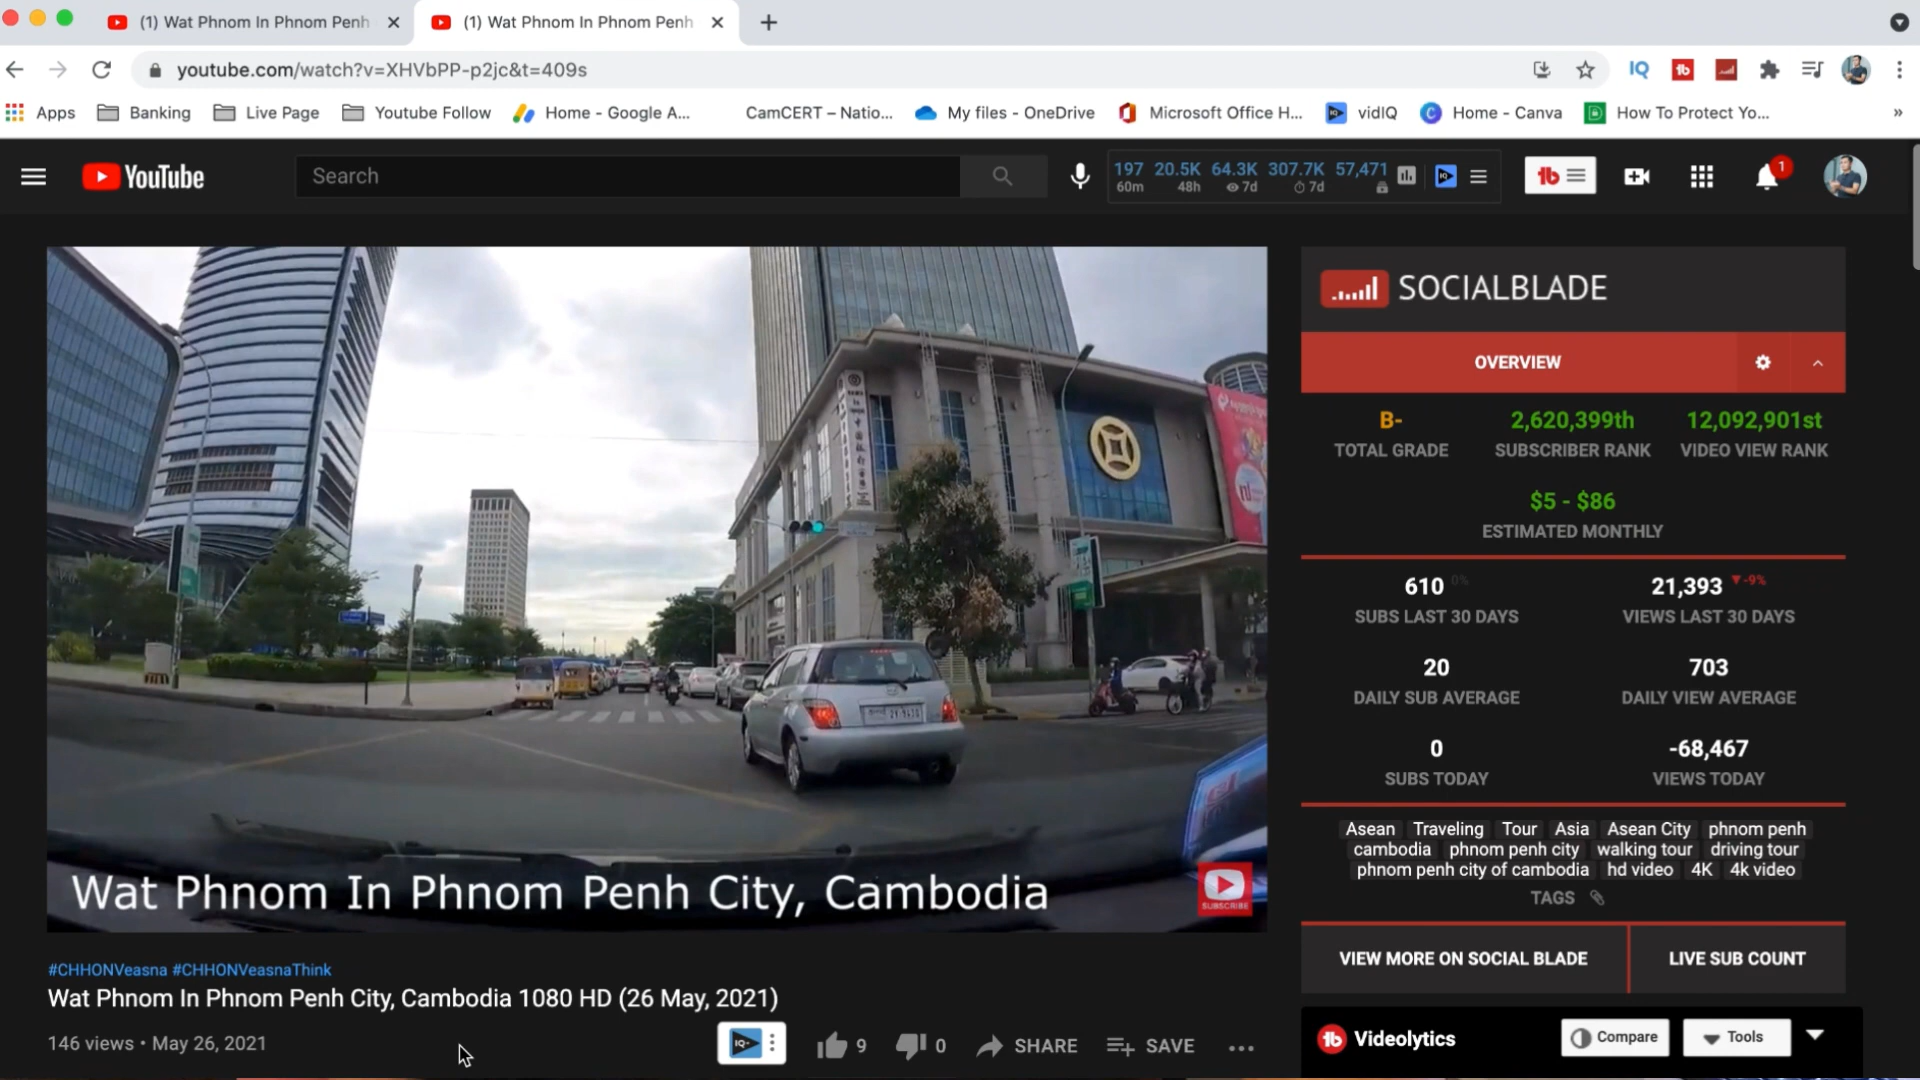 (1) Wat Phnom In Phnom Penh
(1) Wat Phnom In Phnom Penh
youtube.com/watch?v=XHVbPP-p2jc&t=409s
IQ
Apps
Banking
Live Page
Youtube Follow
Home - Google A...
CamCERT – Natio...
My files - OneDrive
Microsoft Office H...
vidIQ
Home - Canva
How To Protect Yo...
YouTube
Search
197 20.5K 64.3K 307.7K 57,471
60m 48h 7d 7d
1
SOCIALBLADE
OVERVIEW
B- 2,620,399th 12,092,901st
TOTAL GRADE SUBSCRIBER RANK VIDEO VIEW RANK
$5 - $86
ESTIMATED MONTHLY
610 0% 21,393 ▼-9%
SUBS LAST 30 DAYS VIEWS LAST 30 DAYS
20 703
DAILY SUB AVERAGE DAILY VIEW AVERAGE
0 -68,467
SUBS TODAY VIEWS TODAY
Asean Traveling Tour Asia Asean City phnom penh
cambodia phnom penh city walking tour driving tour
phnom penh city of cambodia hd video 4K 4k video
TAGS
VIEW MORE ON SOCIAL BLADE LIVE SUB COUNT
Videolytics Compare Tools
Wat Phnom In Phnom Penh City, Cambodia
SUBSCRIBE
#CHHONVeasna #CHHONVeasnaThink
Wat Phnom In Phnom Penh City, Cambodia 1080 HD (26 May, 2021)
146 views • May 26, 2021
9 0 SHARE SAVE